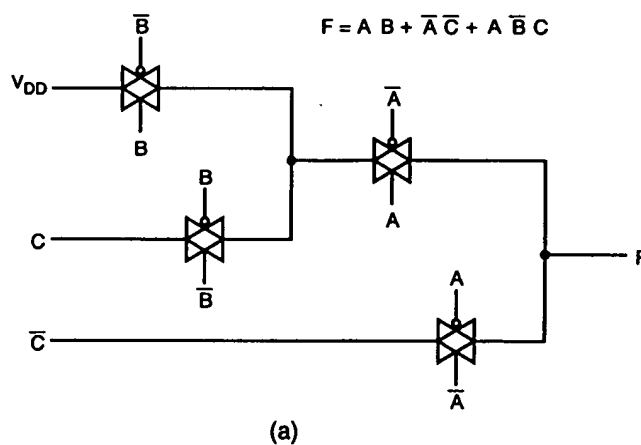 B̅
F = A B + A̅ C̅ + A B̅ C
V_DD
A̅
B
B
A
C
F
B̅
A
C̅
A̅
(a)